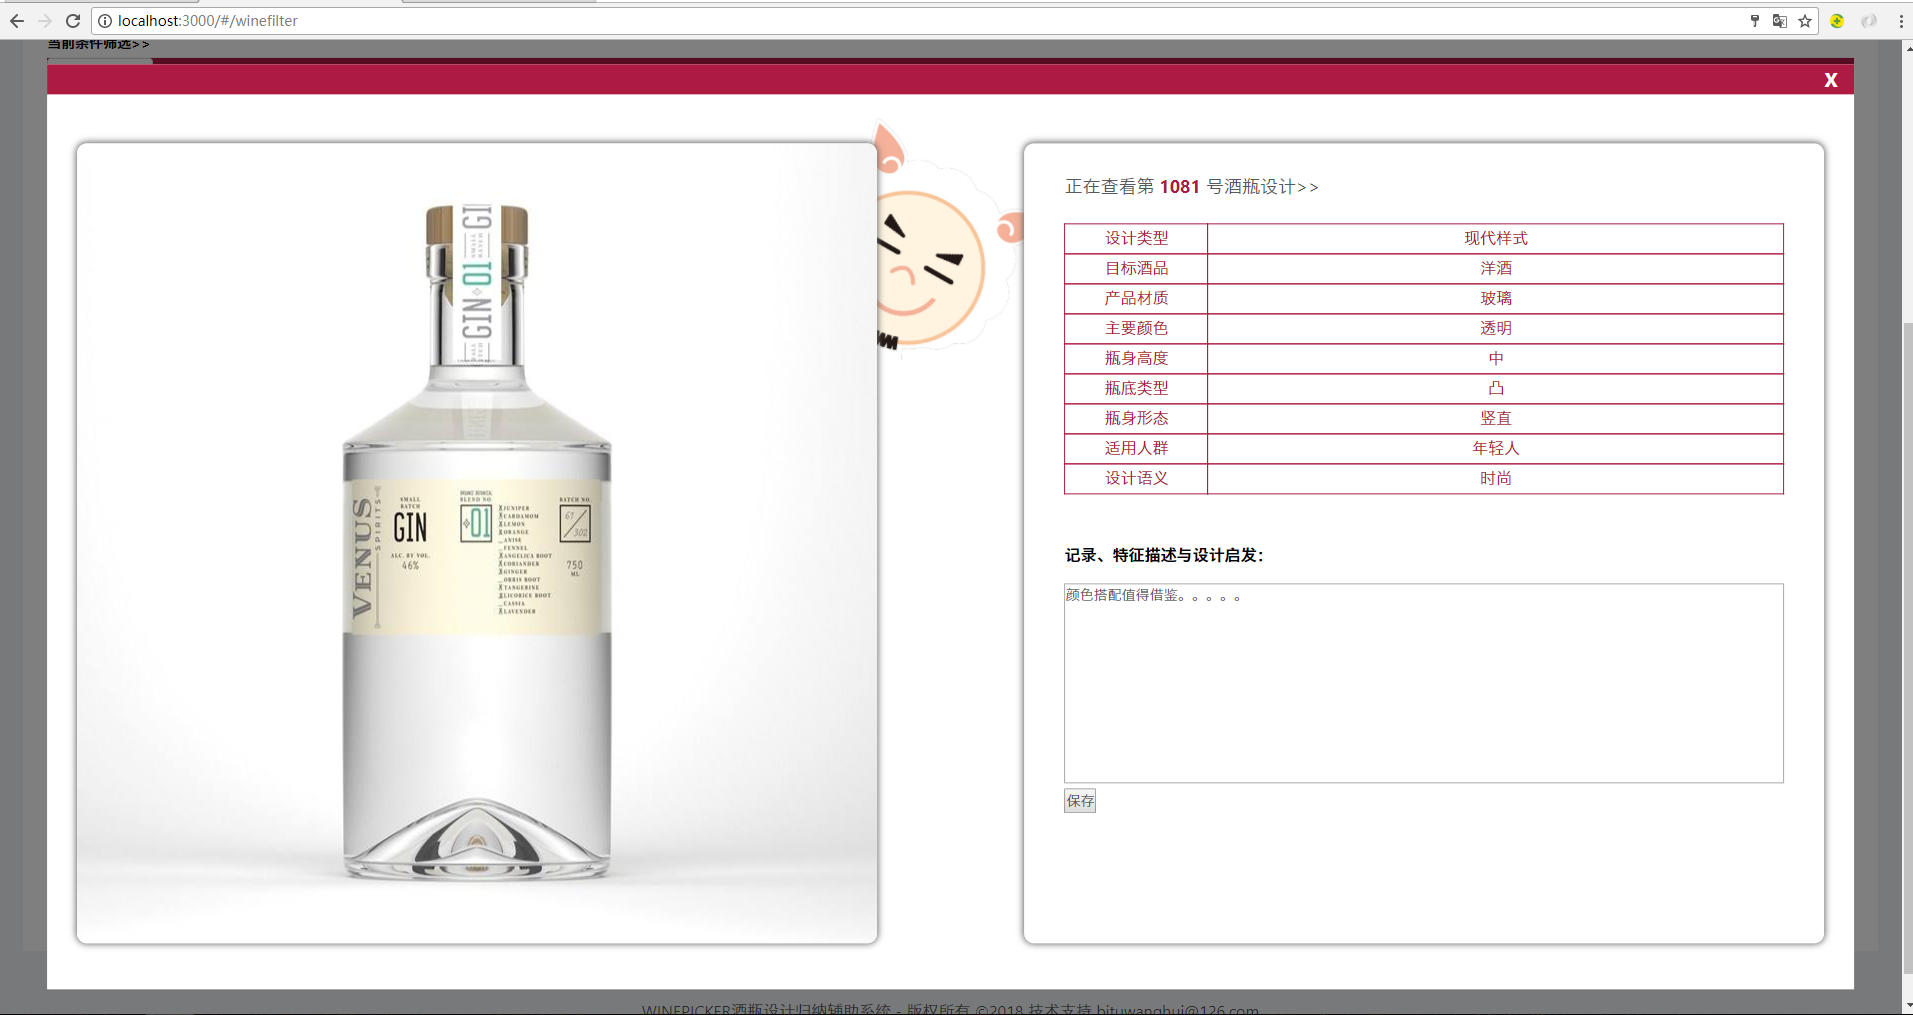 localhost:3000/#/winefilter
当前条件筛选>>
X
GIN 01 GI
SMALL BATCH
VENUS
SPIRITS
SMALL
BATCH
GIN
ALC. BY VOL.
46%
ORGANIC BOTANICAL
BLEND NO.
01
X JUNIPER
X CARDAMOM
X LEMON
X ORANGE
_ ANISE
_ FENNEL
X ANGELICA ROOT
X CORIANDER
X GINGER
_ ORRIS ROOT
X TANGERINE
X LICORICE ROOT
_ CASSIA
X LAVENDER
BATCH NO.
61/302
750
ML
正在查看第 1081 号酒瓶设计>>
设计类型 现代样式
目标酒品 洋酒
产品材质 玻璃
主要颜色 透明
瓶身高度 中
瓶底类型 凸
瓶身形态 竖直
适用人群 年轻人
设计语义 时尚
记录、特征描述与设计启发：
颜色搭配值得借鉴。。。。。
保存
WINEPICKER酒瓶设计归纳辅助系统 - 版权所有 ©2018 技术支持 bituwanghui@126.com